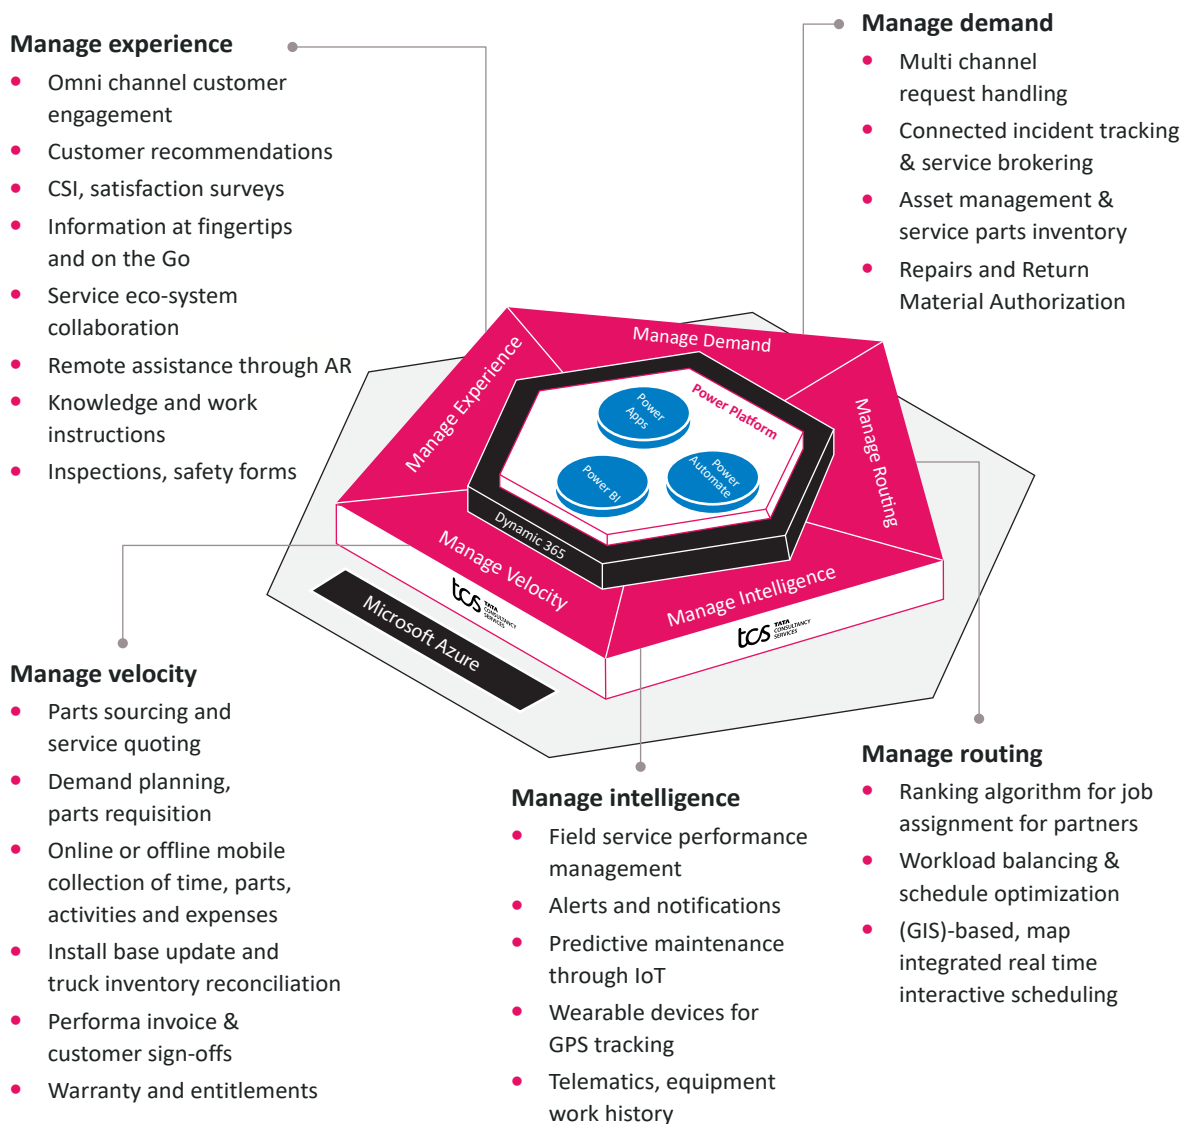 Manage experience
Omni channel customer
engagement
Customer recommendations
CSI, satisfaction surveys
Information at fingertips
and on the Go
Service eco-system
collaboration
Remote assistance through AR
Knowledge and work
instructions
Inspections, safety forms
Manage demand
Multi channel
request handling
Connected incident tracking
& service brokering
Asset management &
service parts inventory
Repairs and Return
Material Authorization
Manage Demand
Manage Experience
Manage Routing
Manage Velocity
Manage Intelligence
Power Platform
Power
Apps
Power BI
Power
Automate
Dynamic 365
tcs TATA
CONSULTANCY
SERVICES
tcs TATA
CONSULTANCY
SERVICES
Microsoft Azure
Manage velocity
Parts sourcing and
service quoting
Demand planning,
parts requisition
Online or offline mobile
collection of time, parts,
activities and expenses
Install base update and
truck inventory reconciliation
Performa invoice &
customer sign-offs
Warranty and entitlements
Manage intelligence
Field service performance
management
Alerts and notifications
Predictive maintenance
through IoT
Wearable devices for
GPS tracking
Telematics, equipment
work history
Manage routing
Ranking algorithm for job
assignment for partners
Workload balancing &
schedule optimization
(GIS)-based, map
integrated real time
interactive scheduling